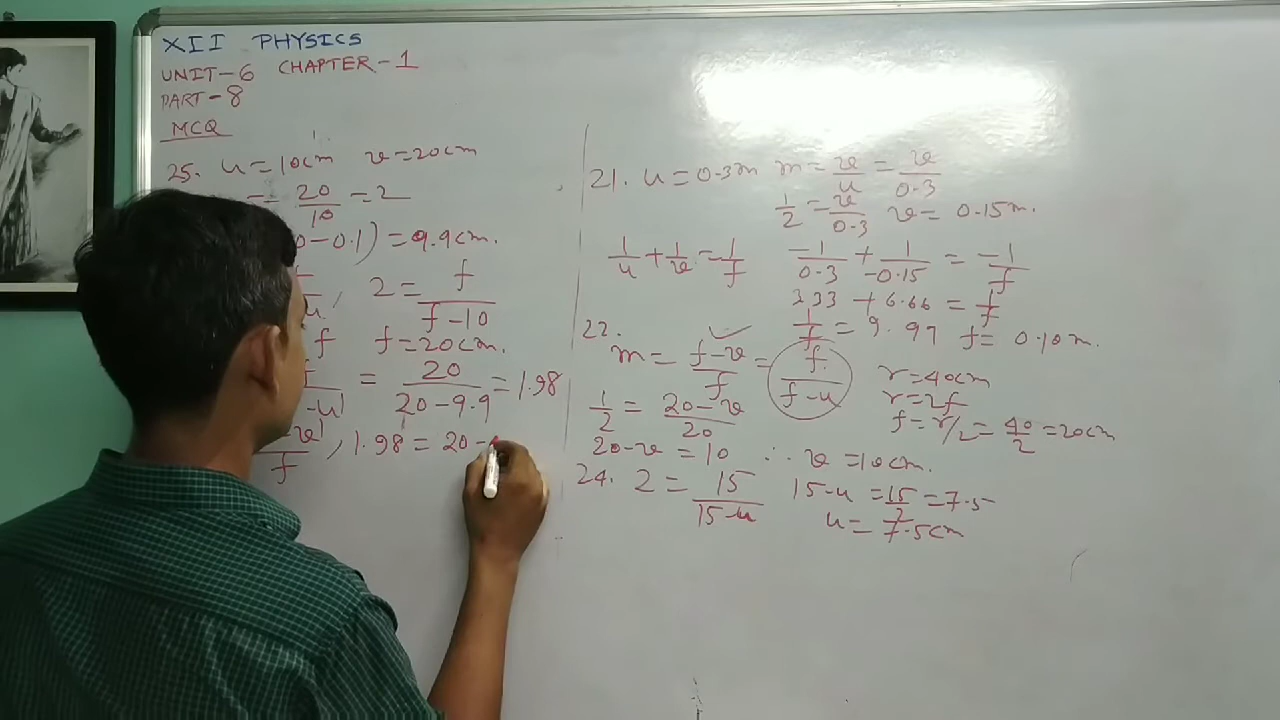 XII PHYSICS
UNIT-6 CHAPTER-1
PART-8
MCQ
25. u=10cm v=20cm
= 20/10 = 2
0-0.1) = 9.9cm.
f/u, 2 = f/(f-10)
f f=20cm.
f/(-u') = 20/(20-9.9) = 1.98
-v'/f, 1.98 = 20-
21. u=0.3m m = v/u = v/0.3
1/2 = v/0.3 v = 0.15m.
1/u + 1/v = 1/f -1/0.3 + 1/-0.15 = -1/f
3.33 + 6.66 = 1/f
1/f = 9.97 f = 0.10m.
22. m = (f-v)/f = f/(f-u) r=40cm
r=2f
1/2 = (20-v)/20 f = r/2 = 40/2 = 20cm
20-v = 10 ∴ v = 10cm.
24. 2 = 15/(15-u) 15-u = 15/2 = 7.5
u = 7.5cm